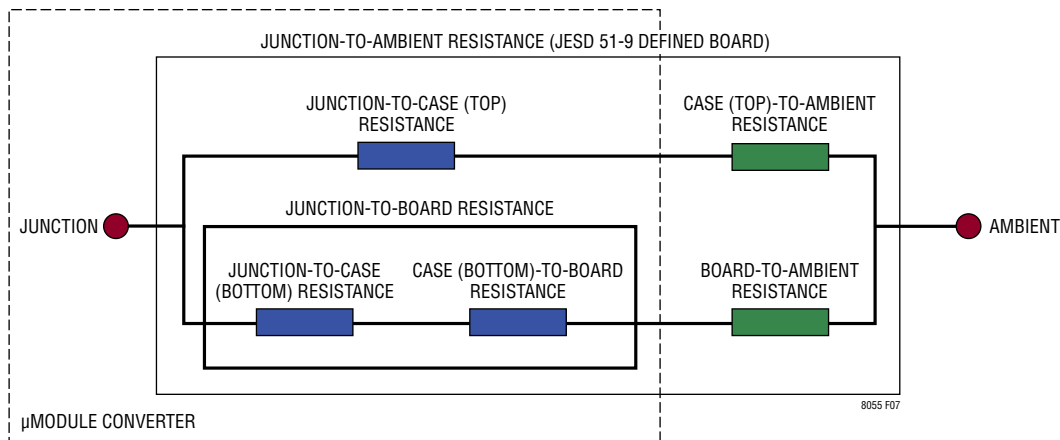 JUNCTION-TO-AMBIENT RESISTANCE (JESD 51-9 DEFINED BOARD)
JUNCTION-TO-CASE (TOP)
RESISTANCE
CASE (TOP)-TO-AMBIENT
RESISTANCE
JUNCTION
JUNCTION-TO-BOARD RESISTANCE
AMBIENT
JUNCTION-TO-CASE
(BOTTOM) RESISTANCE
CASE (BOTTOM)-TO-BOARD
RESISTANCE
BOARD-TO-AMBIENT
RESISTANCE
8055 F07
µMODULE CONVERTER